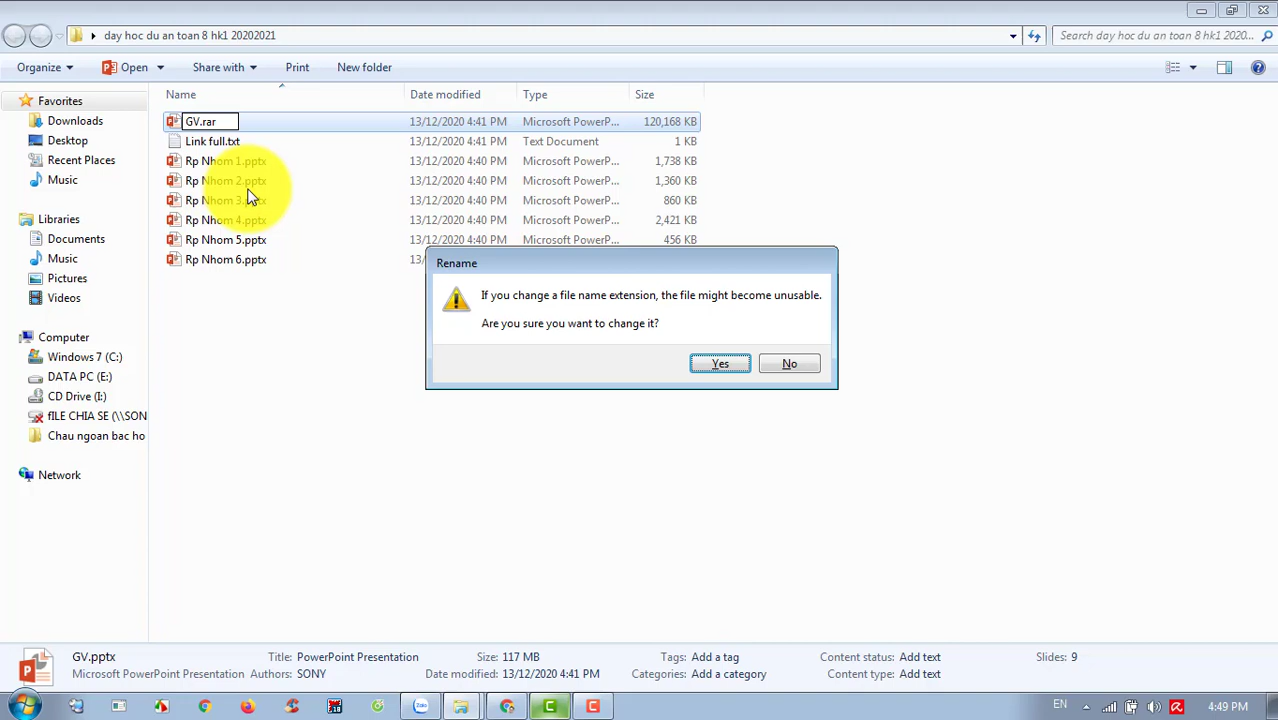 day hoc du an toan 8 hk1 20202021
Search day hoc du an toan 8 hk1 2020...
Organize
Open
Share with
Print
New folder
Name
Date modified
Type
Size
GV.rar
13/12/2020 4:41 PM
Microsoft PowerP...
120,168 KB
Link full.txt
13/12/2020 4:41 PM
Text Document
1 KB
Rp Nhom 1.pptx
13/12/2020 4:40 PM
Microsoft PowerP...
1,738 KB
Rp Nhom 2.pptx
13/12/2020 4:40 PM
Microsoft PowerP...
1,360 KB
Rp Nhom 3.pptx
13/12/2020 4:40 PM
Microsoft PowerP...
860 KB
Rp Nhom 4.pptx
13/12/2020 4:40 PM
Microsoft PowerP...
2,421 KB
Rp Nhom 5.pptx
13/12/2020 4:40 PM
Microsoft PowerP...
456 KB
Rp Nhom 6.pptx
Favorites
Downloads
Desktop
Recent Places
Music
Libraries
Documents
Music
Pictures
Videos
Computer
Windows 7 (C:)
DATA PC (E:)
CD Drive (I:)
fILE CHIA SE (\\SON
Chau ngoan bac ho
Network
Rename
If you change a file name extension, the file might become unusable.
Are you sure you want to change it?
Yes
No
GV.pptx
Microsoft PowerPoint Presentation
Title: PowerPoint Presentation
Authors: SONY
Size: 117 MB
Date modified: 13/12/2020 4:41 PM
Tags: Add a tag
Categories: Add a category
Content status: Add text
Content type: Add text
Slides: 9
Zalo
EN
4:49 PM